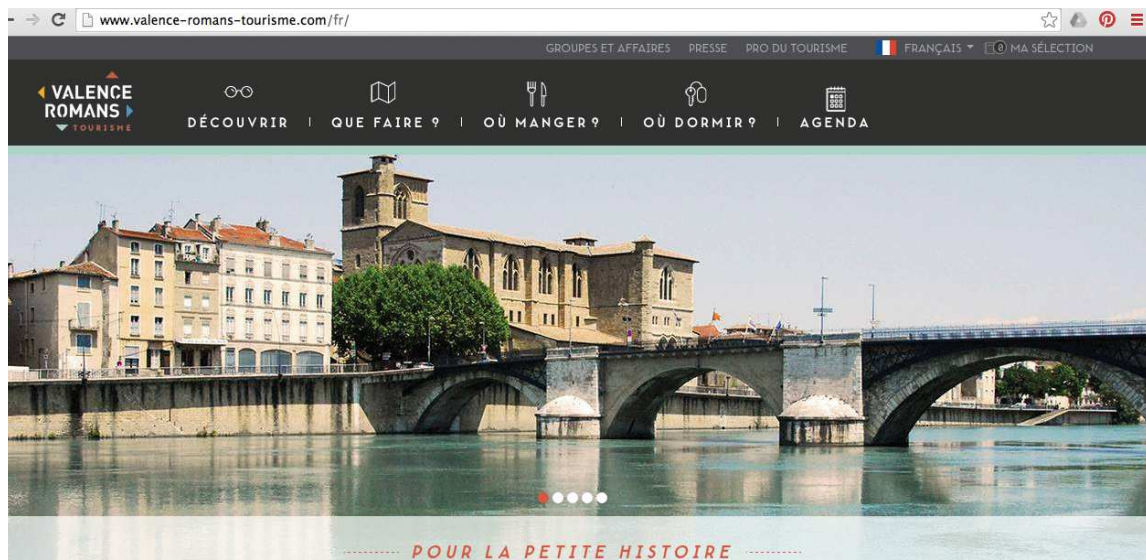 www.valence-romans-tourisme.com/fr/
GROUPES ET AFFAIRES PRESSE PRO DU TOURISME FRANÇAIS 0 MA SÉLECTION
VALENCE
ROMANS
TOURISME
DÉCOUVRIR QUE FAIRE ? OÙ MANGER ? OÙ DORMIR ? AGENDA
POUR LA PETITE HISTOIRE